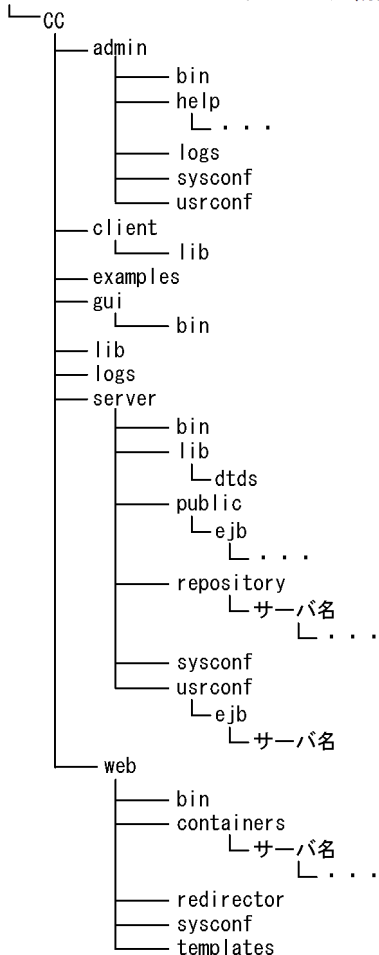 CC
admin
bin
help
・・・
logs
sysconf
usrconf
client
lib
examples
gui
bin
lib
logs
server
bin
lib
dtds
public
ejb
・・・
repository
サーバ名
・・・
sysconf
usrconf
ejb
サーバ名
web
bin
containers
サーバ名
・・・
redirector
sysconf
templates